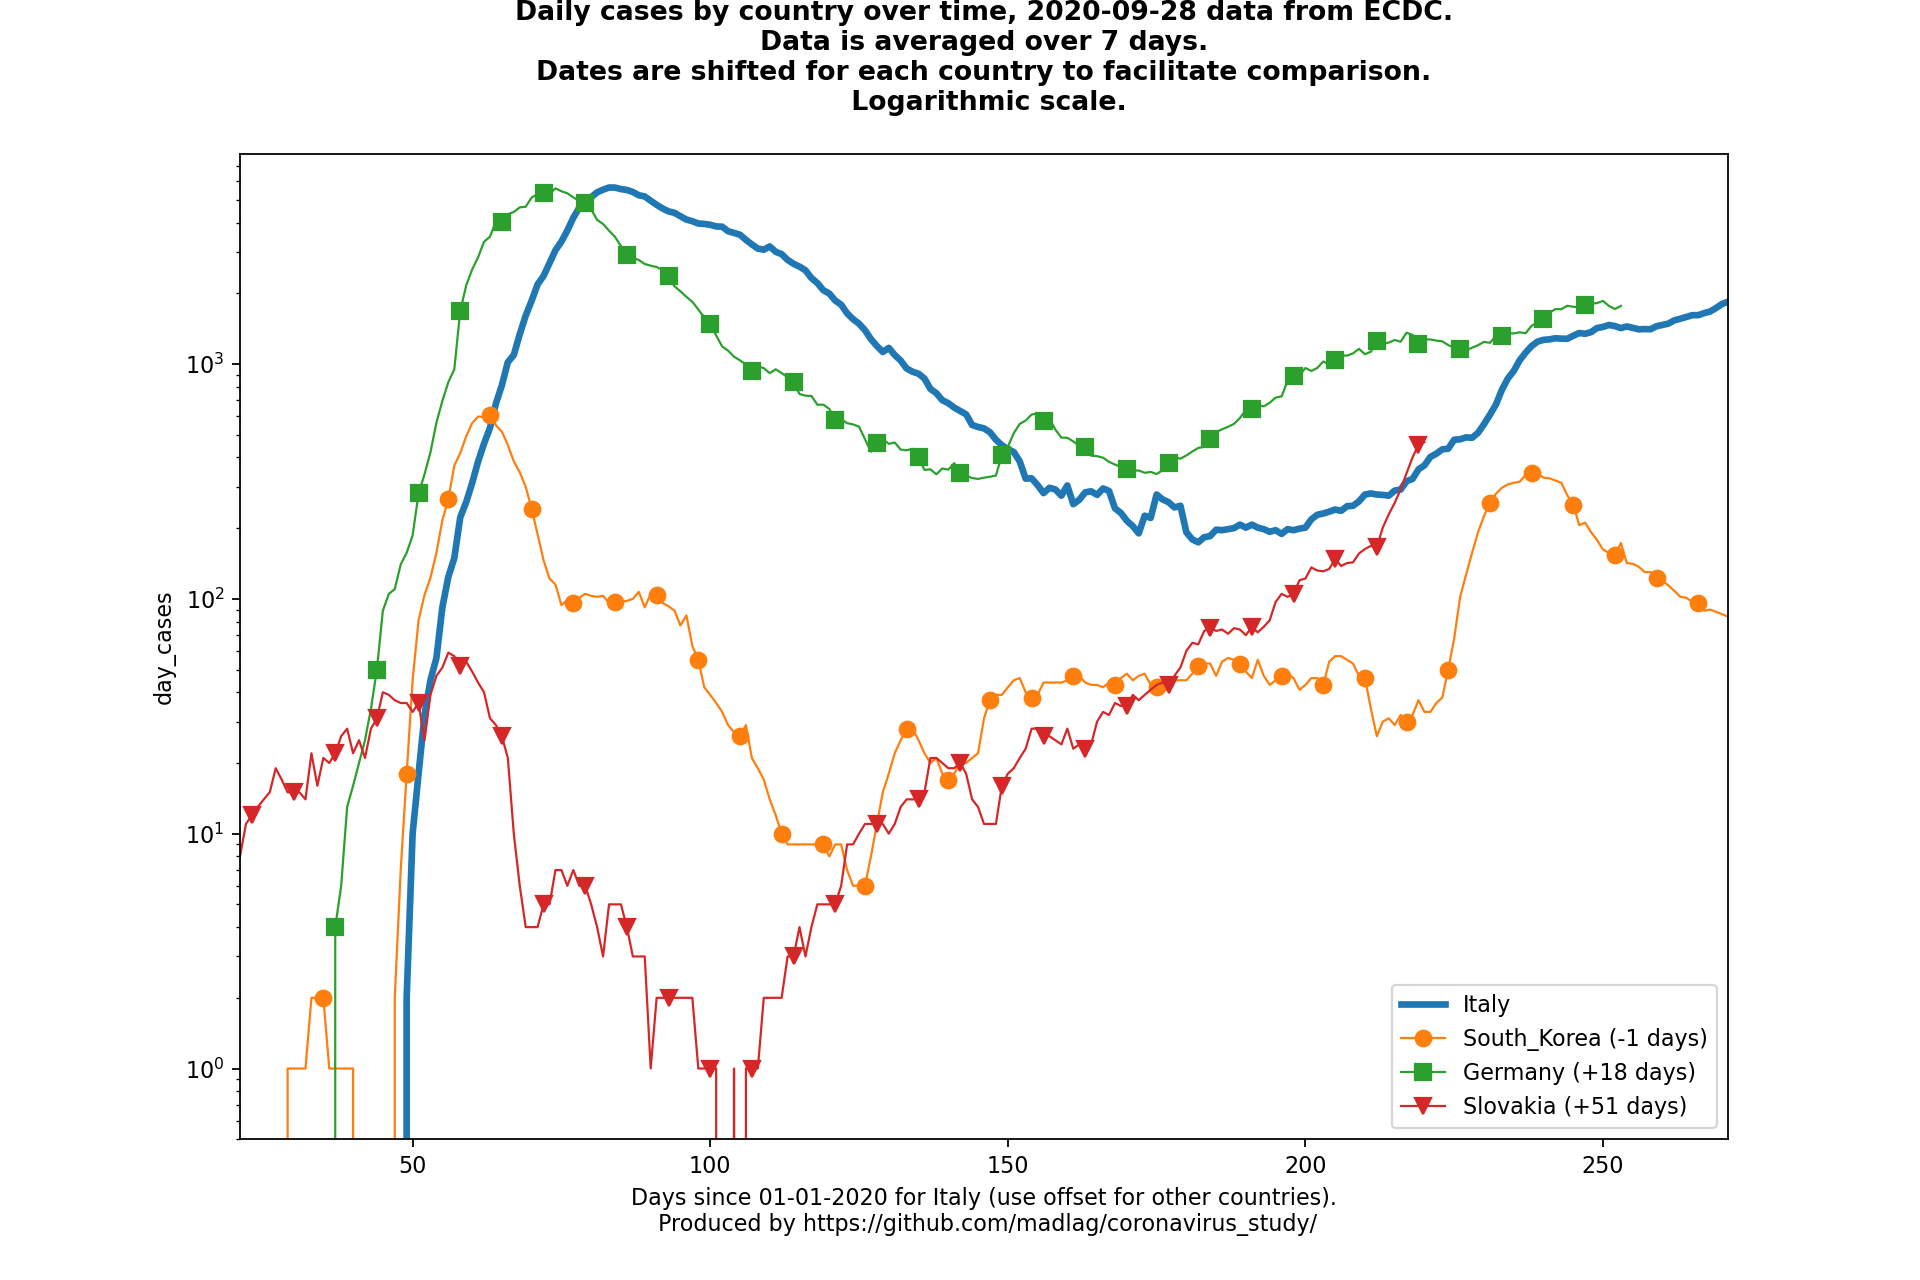 Daily cases by country over time, 2020-09-28 data from ECDC.
Data is averaged over 7 days.
Dates are shifted for each country to facilitate comparison.
Logarithmic scale.
day_cases
10³
10²
10¹
10⁰
50
100
150
200
250
Italy
South_Korea (-1 days)
Germany (+18 days)
Slovakia (+51 days)
Days since 01-01-2020 for Italy (use offset for other countries).
Produced by https://github.com/madlag/coronavirus_study/